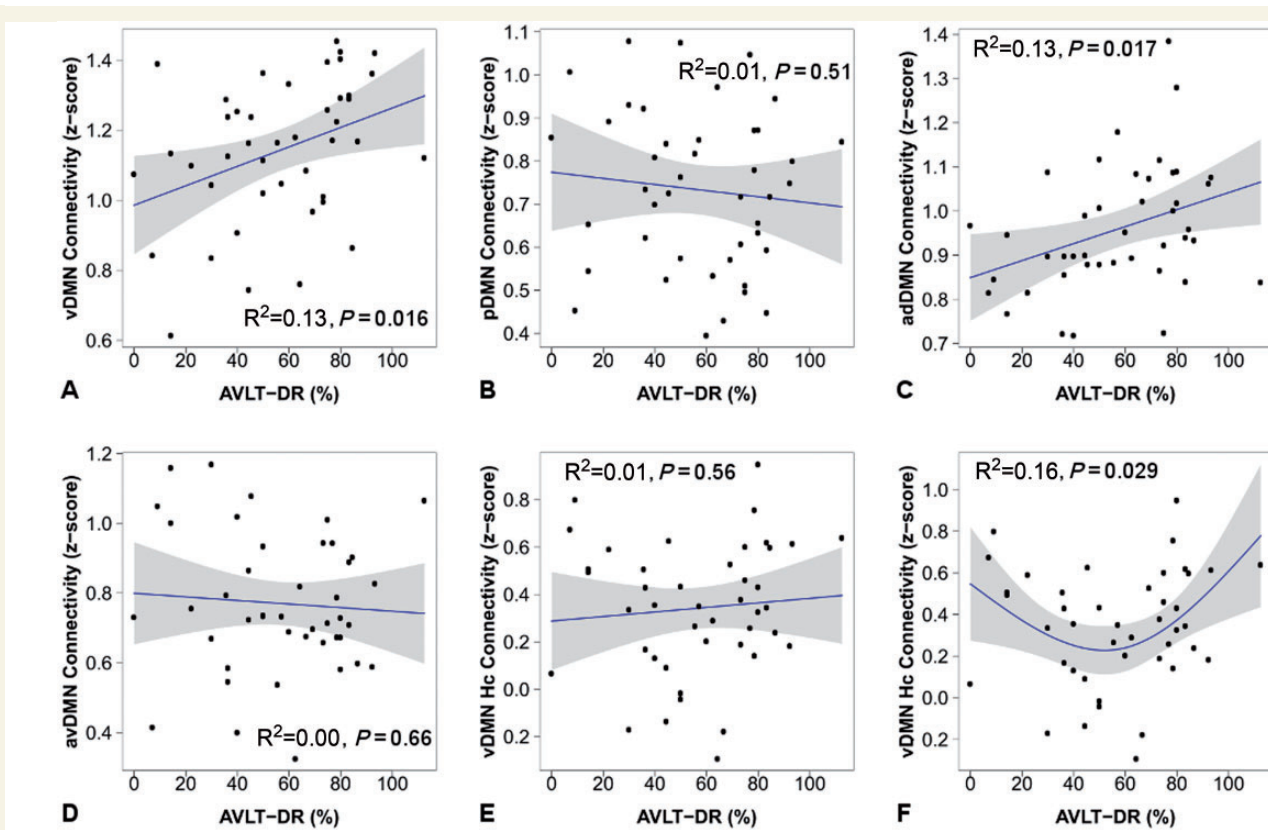 vDMN Connectivity (z−score)
1.4
1.2
1.0
0.8
0.6
R²=0.13, P=0.016
0 20 40 60 80 100
A
AVLT−DR (%)
pDMN Connectivity (z−score)
1.1
1.0
0.9
0.8
0.7
0.6
0.5
0.4
R²=0.01, P=0.51
0 20 40 60 80 100
B
AVLT−DR (%)
adDMN Connectivity (z−score)
1.4
1.3
1.2
1.1
1.0
0.9
0.8
0.7
R²=0.13, P=0.017
0 20 40 60 80 100
C
AVLT−DR (%)
avDMN Connectivity (z−score)
1.2
1.0
0.8
0.6
0.4
R²=0.00, P=0.66
0 20 40 60 80 100
D
AVLT−DR (%)
vDMN Hc Connectivity (z−score)
0.8
0.6
0.4
0.2
0.0
0.2
R²=0.01, P=0.56
0 20 40 60 80 100
E
AVLT−DR (%)
vDMN Hc Connectivity (z−score)
1.0
0.8
0.6
0.4
0.2
0.0
0.2
R²=0.16, P=0.029
0 20 40 60 80 100
F
AVLT−DR (%)